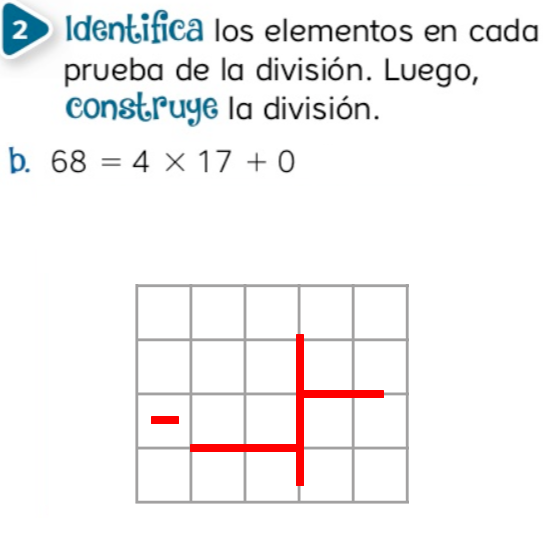 2 Identifica los elementos en cada
prueba de la división. Luego,
construye la división.
b. 68 = 4 × 17 + 0